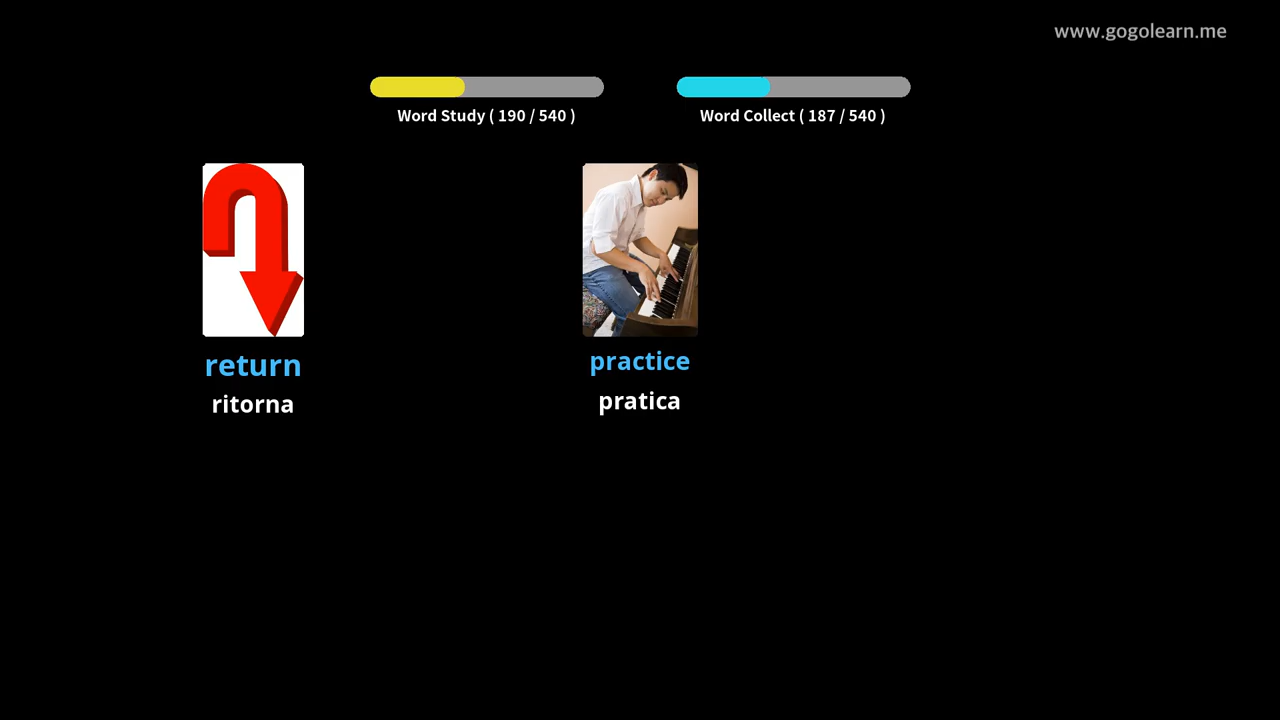 www.gogolearn.me
Word Study ( 190 / 540 )
Word Collect ( 187 / 540 )
return
ritorna
practice
pratica